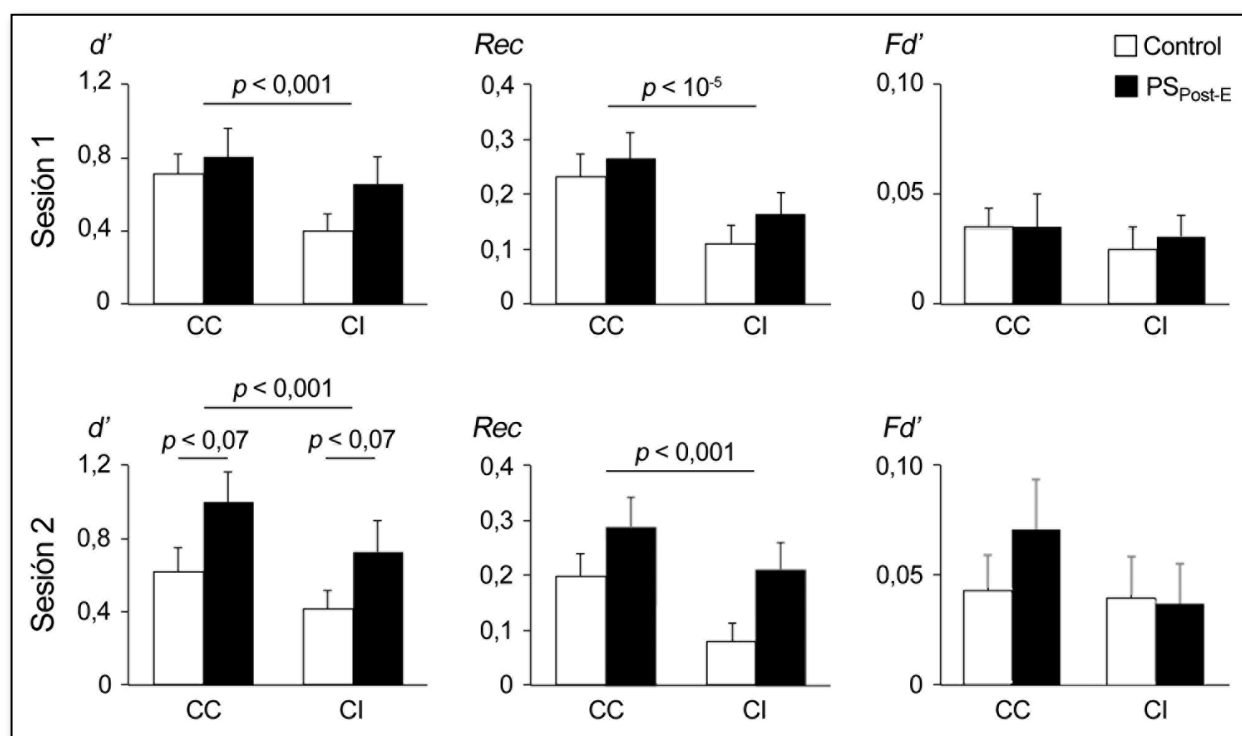 d'
Rec
Fd'
Control
PSPost-E
Sesión 1
1,2
0,8
0,4
0
p < 0,001
CC
CI
0,4
0,3
0,2
0,1
0
p < 10-5
CC
CI
0,10
0,05
0
CC
CI
Sesión 2
d'
p < 0,001
p < 0,07
p < 0,07
1,2
0,8
0,4
0
CC
CI
Rec
p < 0,001
0,4
0,3
0,2
0,1
0
CC
CI
Fd'
0,10
0,05
0
CC
CI